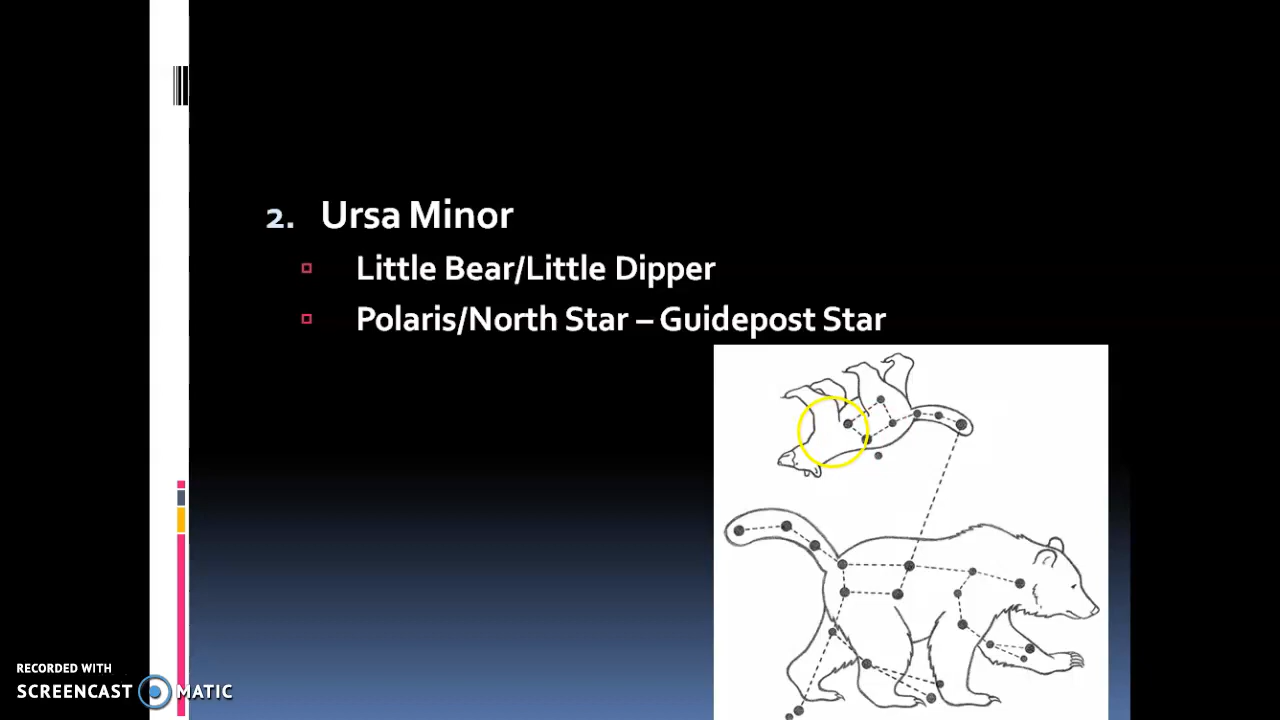 2. Ursa Minor
Little Bear/Little Dipper
Polaris/North Star – Guidepost Star
RECORDED WITH
SCREENCAST MATIC